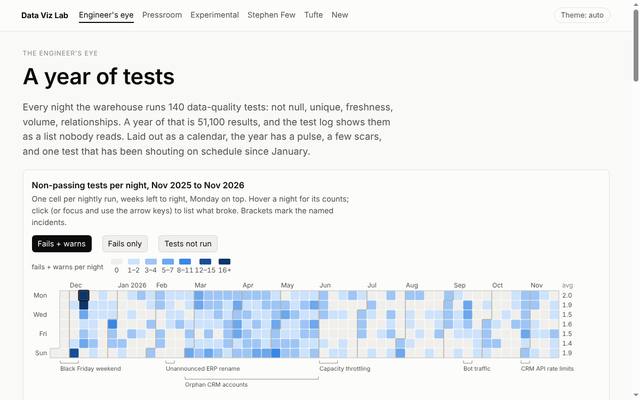 Data Viz Lab Engineer's eye Pressroom Experimental Stephen Few Tufte New Theme: auto
THE ENGINEER'S EYE
A year of tests
Every night the warehouse runs 140 data-quality tests: not null, unique, freshness,
volume, relationships. A year of that is 51,100 results, and the test log shows them
as a list nobody reads. Laid out as a calendar, the year has a pulse, a few scars,
and one test that has been shouting on schedule since January.
Non-passing tests per night, Nov 2025 to Nov 2026
One cell per nightly run, weeks left to right, Monday on top. Hover a night for its counts;
click (or focus and use the arrow keys) to list what broke. Brackets mark the named
incidents.
Fails + warns Fails only Tests not run
fails + warns per night 0 1–2 3–4 5–7 8–11 12–15 16+
Dec Jan 2026 Feb Mar Apr May Jun Jul Aug Sep Oct Nov avg
Mon 2.0
1.9
Wed 1.5
1.6
Fri 1.5
1.4
Sun 1.9
Black Friday weekend Unannounced ERP rename Capacity throttling Bot traffic CRM API rate limits
Orphan CRM accounts